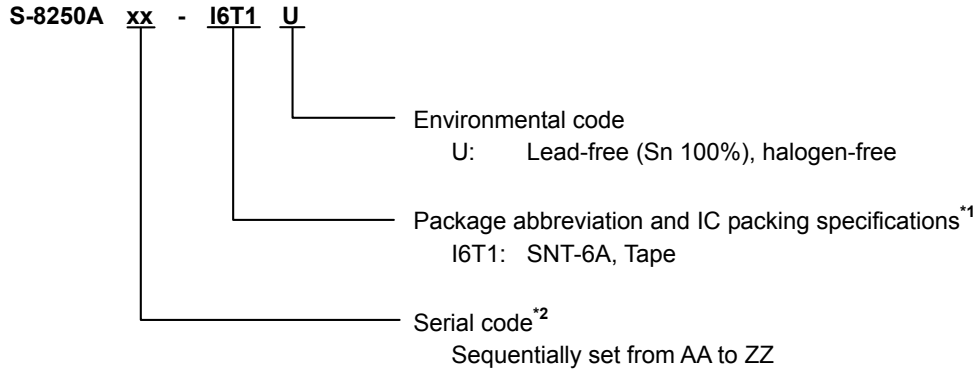 S-8250A xx - I6T1 U
Environmental code
U: Lead-free (Sn 100%), halogen-free
Package abbreviation and IC packing specifications*1
I6T1: SNT-6A, Tape
Serial code*2
Sequentially set from AA to ZZ